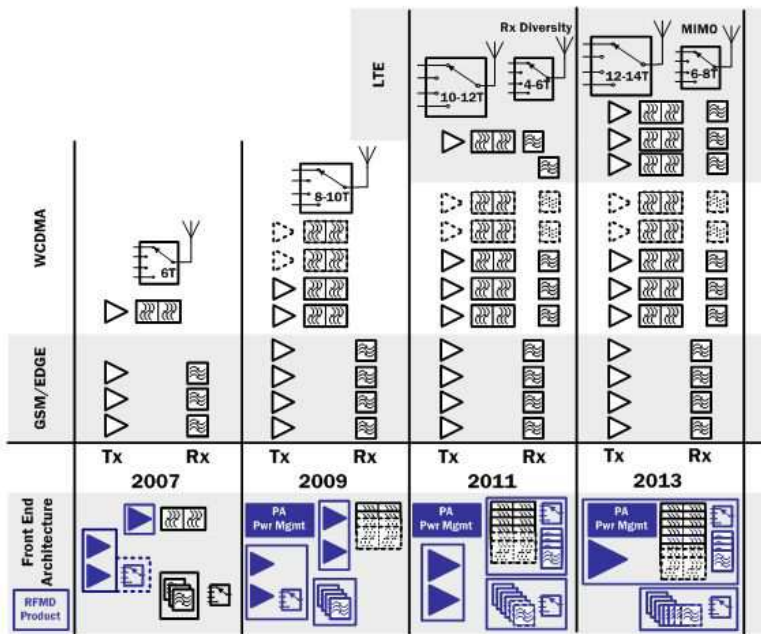 Rx Diversity
MIMO
LTE
10-12T
4-6T
12-14T
6-8T
WCDMA
6T
8-10T
GSM/EDGE
Tx Rx Tx Rx Tx Rx Tx Rx
2007 2009 2011 2013
Front End
Architecture
PA
Pwr Mgmt
PA
Pwr Mgmt
PA
Pwr Mgmt
RFMD
Product